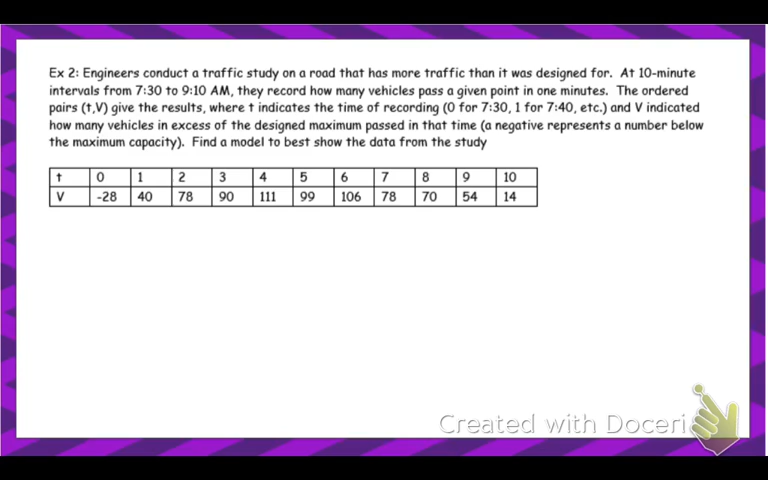 Ex 2: Engineers conduct a traffic study on a road that has more traffic than it was designed for. At 10-minute
intervals from 7:30 to 9:10 AM, they record how many vehicles pass a given point in one minutes. The ordered
pairs (t,V) give the results, where t indicates the time of recording (0 for 7:30, 1 for 7:40, etc.) and V indicated
how many vehicles in excess of the designed maximum passed in that time (a negative represents a number below
the maximum capacity). Find a model to best show the data from the study
t 0 1 2 3 4 5 6 7 8 9 10
V -28 40 78 90 111 99 106 78 70 54 14
Created with Doceri